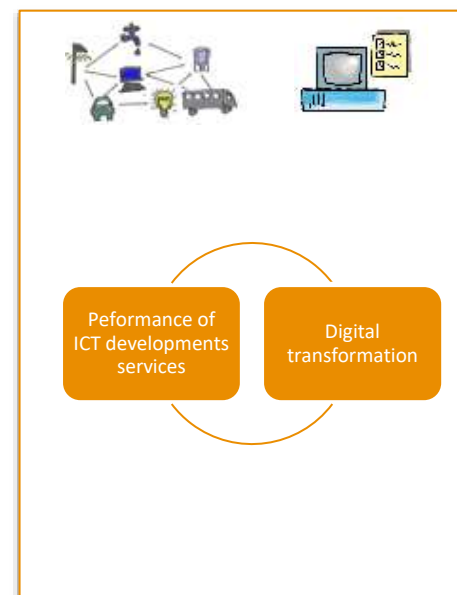 Peformance of
ICT developments
services
Digital
transformation